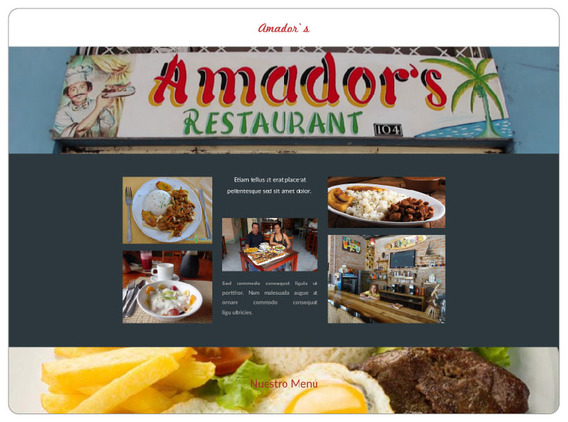 Amador`s
Amador's
RESTAURANT
104
Etiam tellus at erat placerat
pellentesque sed sit amet dolor.
Sed commodo consequat ligula ut
porttitor. Nam malesuada augue at
ornare commodo consequat
ligu ultricies.
Nuestro Menú